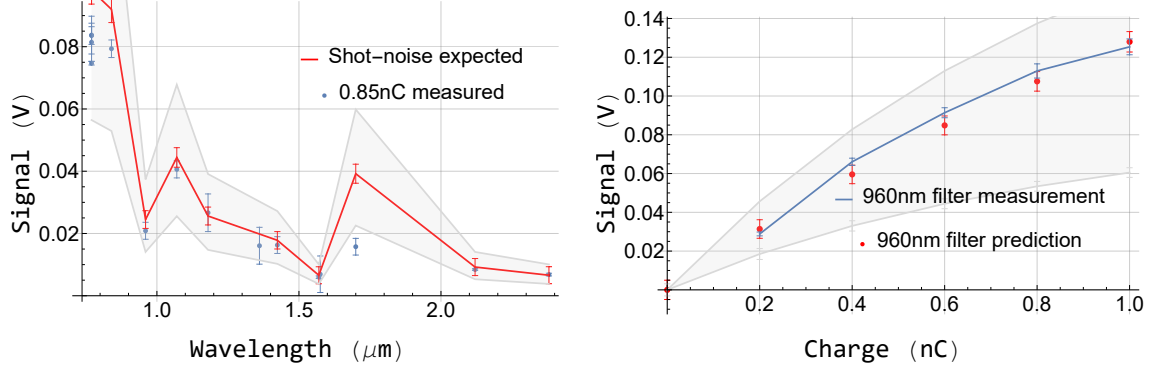 0.08
0.06
0.04
0.02
Signal (V)
Shot−noise expected
0.85nC measured
1.0
1.5
2.0
Wavelength (μm)
0.14
0.12
0.10
0.08
0.06
0.04
0.02
Signal (V)
960nm filter measurement
960nm filter prediction
0.2
0.4
0.6
0.8
1.0
Charge (nC)